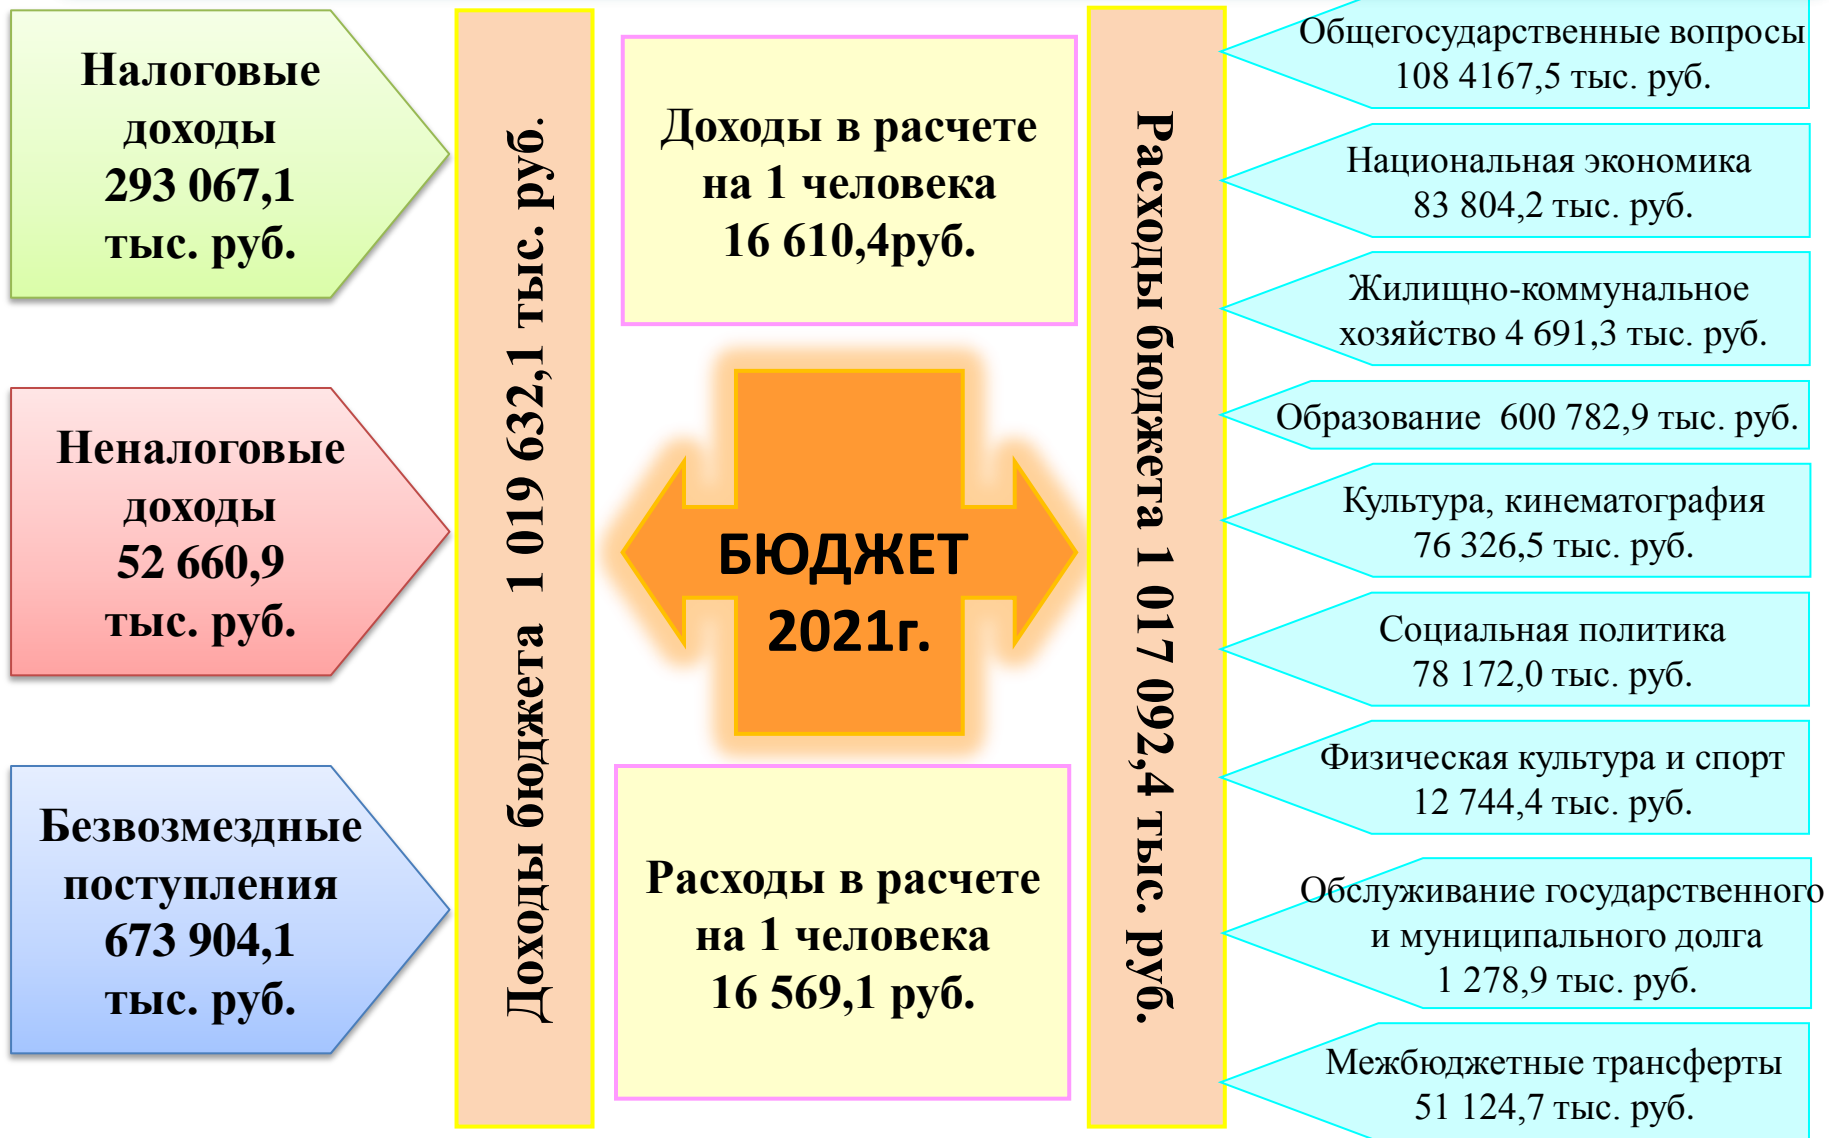 Налоговые
доходы
293 067,1
тыс. руб.
Неналоговые
доходы
52 660,9
тыс. руб.
Безвозмездные
поступления
673 904,1
тыс. руб.
Доходы бюджета 1 019 632,1 тыс. руб.
Доходы в расчете
на 1 человека
16 610,4руб.
БЮДЖЕТ
2021г.
Расходы в расчете
на 1 человека
16 569,1 руб.
Расходы бюджета 1 017 092,4 тыс. руб.
Общегосударственные вопросы
108 4167,5 тыс. руб.
Национальная экономика
83 804,2 тыс. руб.
Жилищно-коммунальное
хозяйство 4 691,3 тыс. руб.
Образование 600 782,9 тыс. руб.
Культура, кинематография
76 326,5 тыс. руб.
Социальная политика
78 172,0 тыс. руб.
Физическая культура и спорт
12 744,4 тыс. руб.
Обслуживание государственного
и муниципального долга
1 278,9 тыс. руб.
Межбюджетные трансферты
51 124,7 тыс. руб.